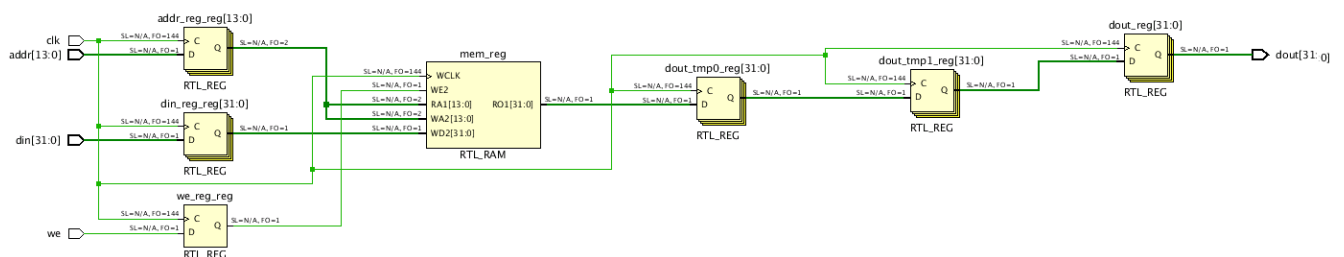 addr_reg_reg[13:0]
clk
SL=N/A, FO=144
C
Q
SL=N/A, FO=2
addr[13:0]
SL=N/A, FO=1
D
RTL_REG
din_reg_reg[31:0]
SL=N/A, FO=144
C
Q
SL=N/A, FO=1
din[31:0]
SL=N/A, FO=1
D
RTL_REG
we_reg_reg
SL=N/A, FO=144
C
Q
SL=N/A, FO=1
we
SL=N/A, FO=1
D
RTL_REG
mem_reg
SL=N/A, FO=144
WCLK
SL=N/A, FO=1
WE2
SL=N/A, FO=2
RA1[13:0]
RO1[31:0]
SL=N/A, FO=1
SL=N/A, FO=2
WA2[13:0]
SL=N/A, FO=1
WD2[31:0]
RTL_RAM
dout_tmp0_reg[31:0]
SL=N/A, FO=144
C
Q
SL=N/A, FO=1
SL=N/A, FO=1
D
RTL_REG
dout_tmp1_reg[31:0]
SL=N/A, FO=144
C
Q
SL=N/A, FO=1
SL=N/A, FO=1
D
RTL_REG
dout_reg[31:0]
SL=N/A, FO=144
C
Q
SL=N/A, FO=1
SL=N/A, FO=1
D
RTL_REG
dout[31:0]